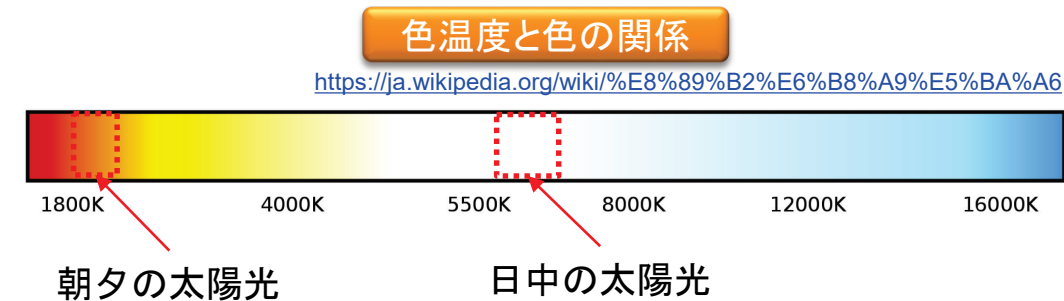 色温度と色の関係
https://ja.wikipedia.org/wiki/%E8%89%B2%E6%B8%A9%E5%BA%A6
1800K 4000K 5500K 8000K 12000K 16000K
朝夕の太陽光 日中の太陽光